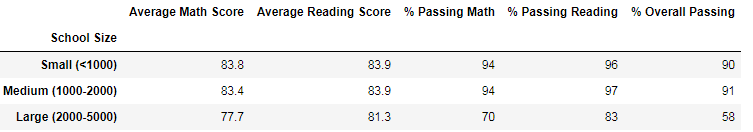 Average Math Score Average Reading Score % Passing Math % Passing Reading % Overall Passing
School Size
Small (<1000) 83.8 83.9 94 96 90
Medium (1000-2000) 83.4 83.9 94 97 91
Large (2000-5000) 77.7 81.3 70 83 58